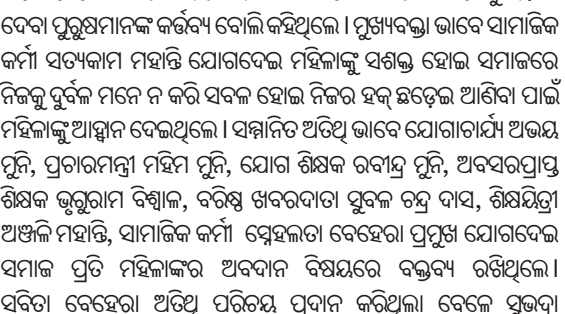 ଦେବା ପୁରୁଷମାନଙ୍କ କର୍ତ୍ତବ୍ୟ ବୋଲି କହିଥିଲେ । ମୁଖ୍ୟବକ୍ତା ଭାବେ ସାମାଜିକ
କର୍ମୀ ସତ୍ୟକାମ ମହାନ୍ତି ଯୋଗଦେଇ ମହିଳାଙ୍କୁ ସଶକ୍ତ ହୋଇ ସମାଜରେ
ନିଜକୁ ଦୁର୍ବଳ ମନେ ନ କରି ସବଳ ହୋଇ ନିଜର ହକ୍ ଛଡ଼େଇ ଆଣିବା ପାଇଁ
ମହିଳାଙ୍କୁ ଆହ୍ୱାନ ଦେଇଥିଲେ । ସମ୍ମାନିତ ଅତିଥି ଭାବେ ଯୋଗାଚାର୍ଯ୍ୟ ଅଭୟ
ମୁନି, ପ୍ରଚାରମନ୍ତ୍ରୀ ମହିମ ମୁନି, ଯୋଗ ଶିକ୍ଷକ ରବୀନ୍ଦ୍ର ମୁନି, ଅବସରପ୍ରାପ୍ତ
ଶିକ୍ଷକ ଭୃଗୁରାମ ବିଶ୍ୱାଳ, ବରିଷ୍ଠ ଖବରଦାତା ସୁବଳ ଚନ୍ଦ୍ର ଦାସ, ଶିକ୍ଷୟିତ୍ରୀ
ଅଞ୍ଜଳି ମହାନ୍ତି, ସାମାଜିକ କର୍ମୀ ସ୍ନେହଲତା ବେହେରା ପ୍ରମୁଖ ଯୋଗଦେଇ
ସମାଜ ପ୍ରତି ମହିଳାଙ୍କର ଅବଦାନ ବିଷୟରେ ବକ୍ତବ୍ୟ ରଖିଥିଲେ।
ସବିତା ବେହେରା ଅତିଥି ପରିଚୟ ପ୍ରଦାନ କରିଥିଲା ବେଳେ ସୁଭଦ୍ରା